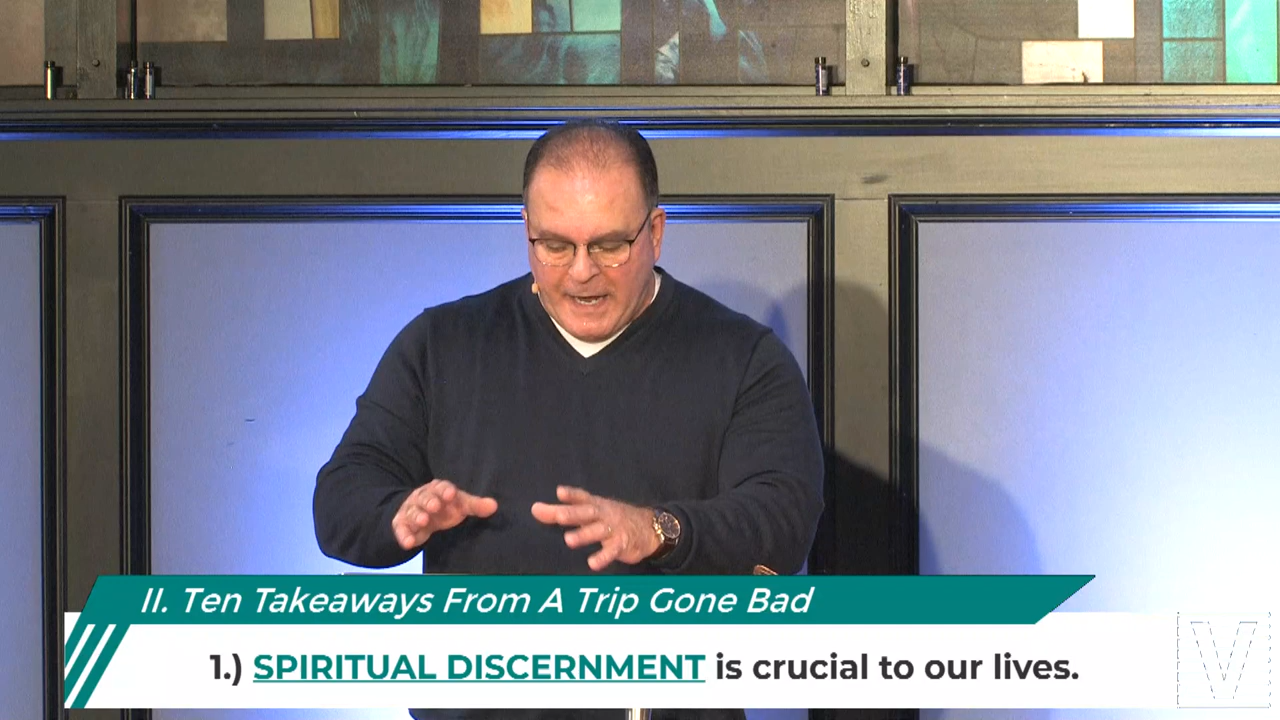 II. Ten Takeaways From A Trip Gone Bad
1.) SPIRITUAL DISCERNMENT is crucial to our lives.
V